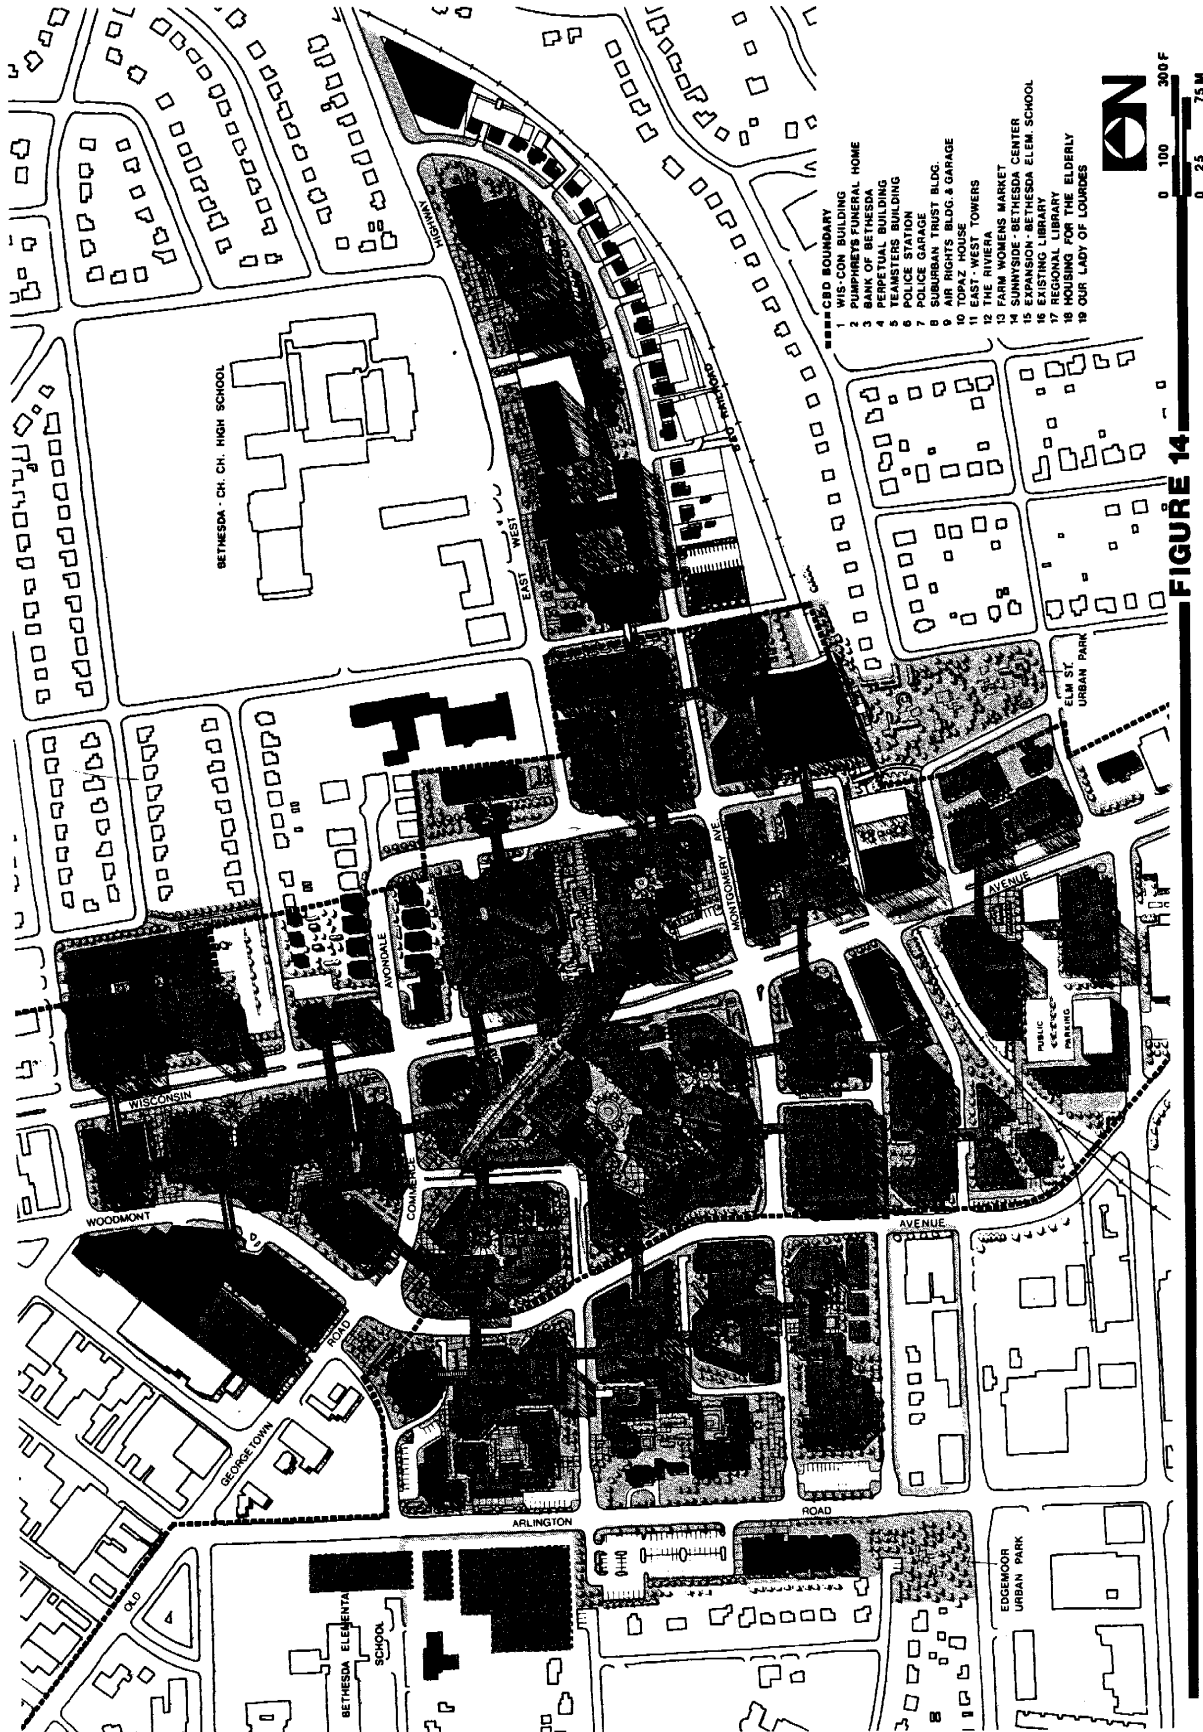 BETHESDA - CH. CH. HIGH SCHOOL
HIGHWAY
WEST
EAST
B & O RAILROAD
AVONDALE
MONTGOMERY AVE
WISCONSIN
AVENUE
WOODMONT
COMMERCE
AVENUE
ELM ST.
URBAN PARK
PUBLIC
PARKING
ROAD
GEORGETOWN
OLD
ARLINGTON
ROAD
BETHESDA
SCHOOL
EDGEMOOR
URBAN PARK
CBD BOUNDARY
1 WIS-CON BUILDING
2 PUMPHREYS FUNERAL HOME
3 BANK OF BETHESDA
4 PERPETUAL BUILDING
5 TEAMSTERS BUILDING
6 POLICE STATION
7 POLICE GARAGE
8 SUBURBAN TRUST BLDG.
9 AIR RIGHTS BLDG. & GARAGE
10 TOPAZ HOUSE
11 EAST-WEST TOWERS
12 THE RIVIERA
13 FARM WOMENS MARKET
14 SUNNYSIDE-BETHESDA CENTER
15 EXPANSION-BETHESDA ELEM. SCHOOL
16 EXISTING LIBRARY
17 REGIONAL LIBRARY
18 HOUSING FOR THE ELDERLY
19 OUR LADY OF LOURDES
N
0 100 300 F
0 25 75 M
FIGURE 14